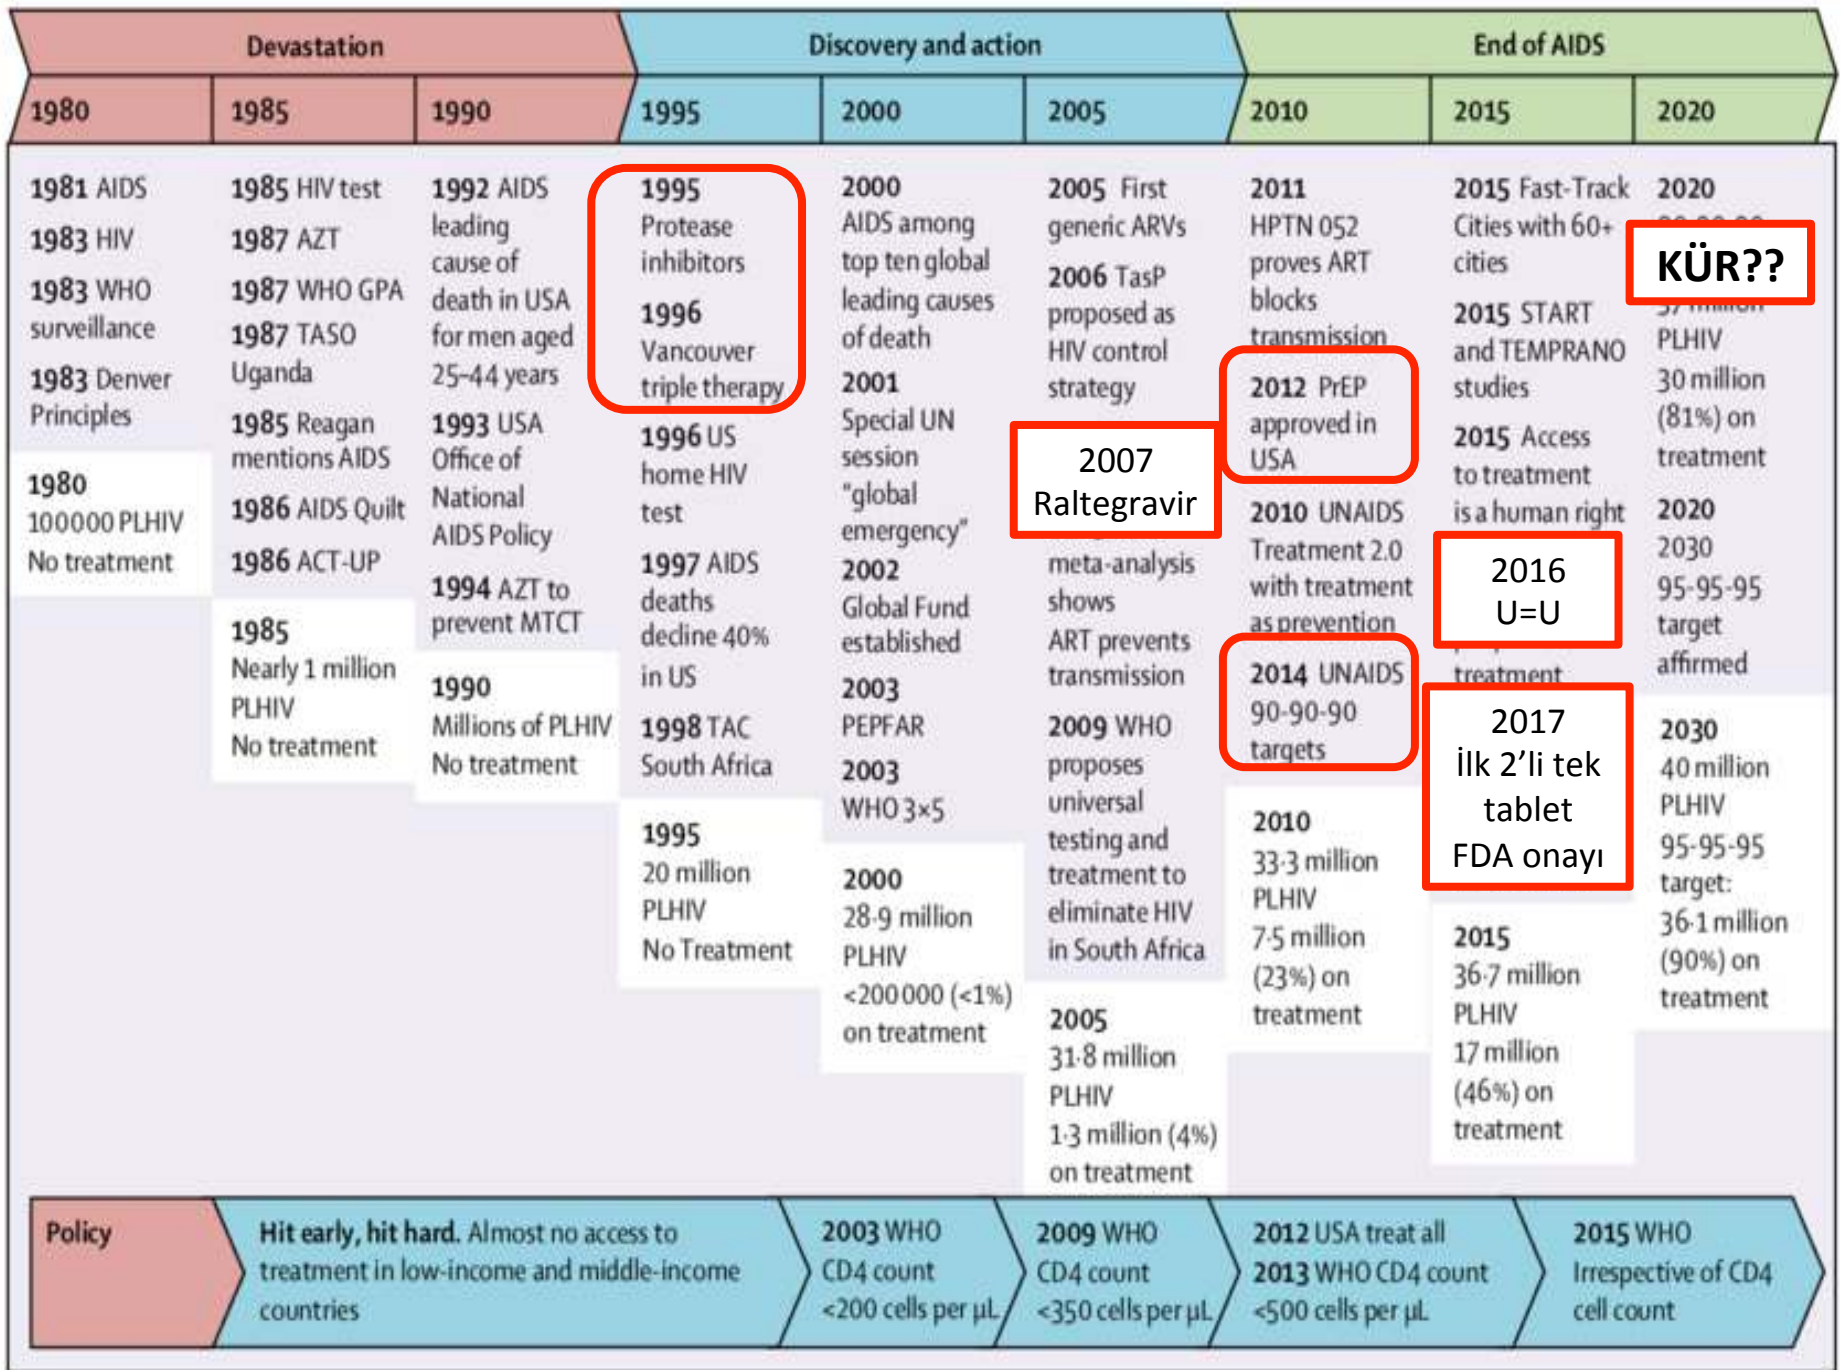 Devastation
Discovery and action
End of AIDS
1980
1985
1990
1995
2000
2005
2010
2015
2020
1981 AIDS
1983 HIV
1983 WHO
surveillance
1983 Denver
Principles
1980
100000 PLHIV
No treatment
1985 HIV test
1987 AZT
1987 WHO GPA
1987 TASO
Uganda
1985 Reagan
mentions AIDS
1986 AIDS Quilt
1986 ACT-UP
1985
Nearly 1 million
PLHIV
No treatment
1992 AIDS
leading
cause of
death in USA
for men aged
25–44 years
1993 USA
Office of
National
AIDS Policy
1994 AZT to
prevent MTCT
1990
Millions of PLHIV
No treatment
1995
Protease
inhibitors
1996
Vancouver
triple therapy
1996 US
home HIV
test
1997 AIDS
deaths
decline 40%
in US
1998 TAC
South Africa
1995
20 million
PLHIV
No Treatment
2000
AIDS among
top ten global
leading causes
of death
2001
Special UN
session
"global
emergency"
2002
Global Fund
established
2003
PEPFAR
2003
WHO 3×5
2000
28·9 million
PLHIV
<200000 (<1%)
on treatment
2005 First
generic ARVs
2006 TasP
proposed as
HIV control
strategy
2007
Raltegravir
meta-analysis
shows
ART prevents
transmission
2009 WHO
proposes
universal
testing and
treatment to
eliminate HIV
in South Africa
2005
31·8 million
PLHIV
1·3 million (4%)
on treatment
2011
HPTN 052
proves ART
blocks
transmission
2012 PrEP
approved in
USA
2010 UNAIDS
Treatment 2.0
with treatment
as prevention
2014 UNAIDS
90-90-90
targets
2010
33·3 million
PLHIV
7·5 million
(23%) on
treatment
2015 Fast-Track
Cities with 60+
cities
2015 START
and TEMPRANO
studies
2015 Access
to treatment
is a human right
2016
U=U
treatment
2017
İlk 2'li tek
tablet
FDA onayı
2015
36·7 million
PLHIV
17 million
(46%) on
treatment
2020
KÜR??
PLHIV
30 million
(81%) on
treatment
2020
2030
95-95-95
target
affirmed
2030
40 million
PLHIV
95-95-95
target:
36·1 million
(90%) on
treatment
Policy
Hit early, hit hard. Almost no access to
treatment in low-income and middle-income
countries
2003 WHO
CD4 count
<200 cells per µL
2009 WHO
CD4 count
<350 cells per µL
2012 USA treat all
2013 WHO CD4 count
<500 cells per µL
2015 WHO
Irrespective of CD4
cell count